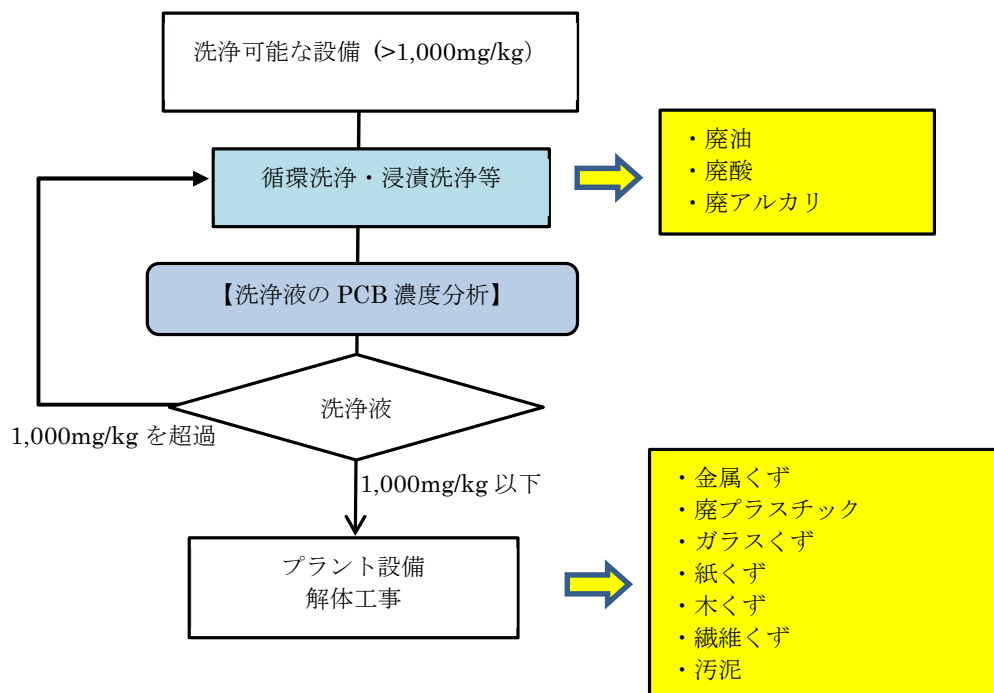 洗浄可能な設備（>1,000mg/kg）
循環洗浄・浸漬洗浄等
・廃油
・廃酸
・廃アルカリ
【洗浄液の PCB 濃度分析】
洗浄液
1,000mg/kg を超過
1,000mg/kg 以下
プラント設備
解体工事
・金属くず
・廃プラスチック
・ガラスくず
・紙くず
・木くず
・繊維くず
・汚泥